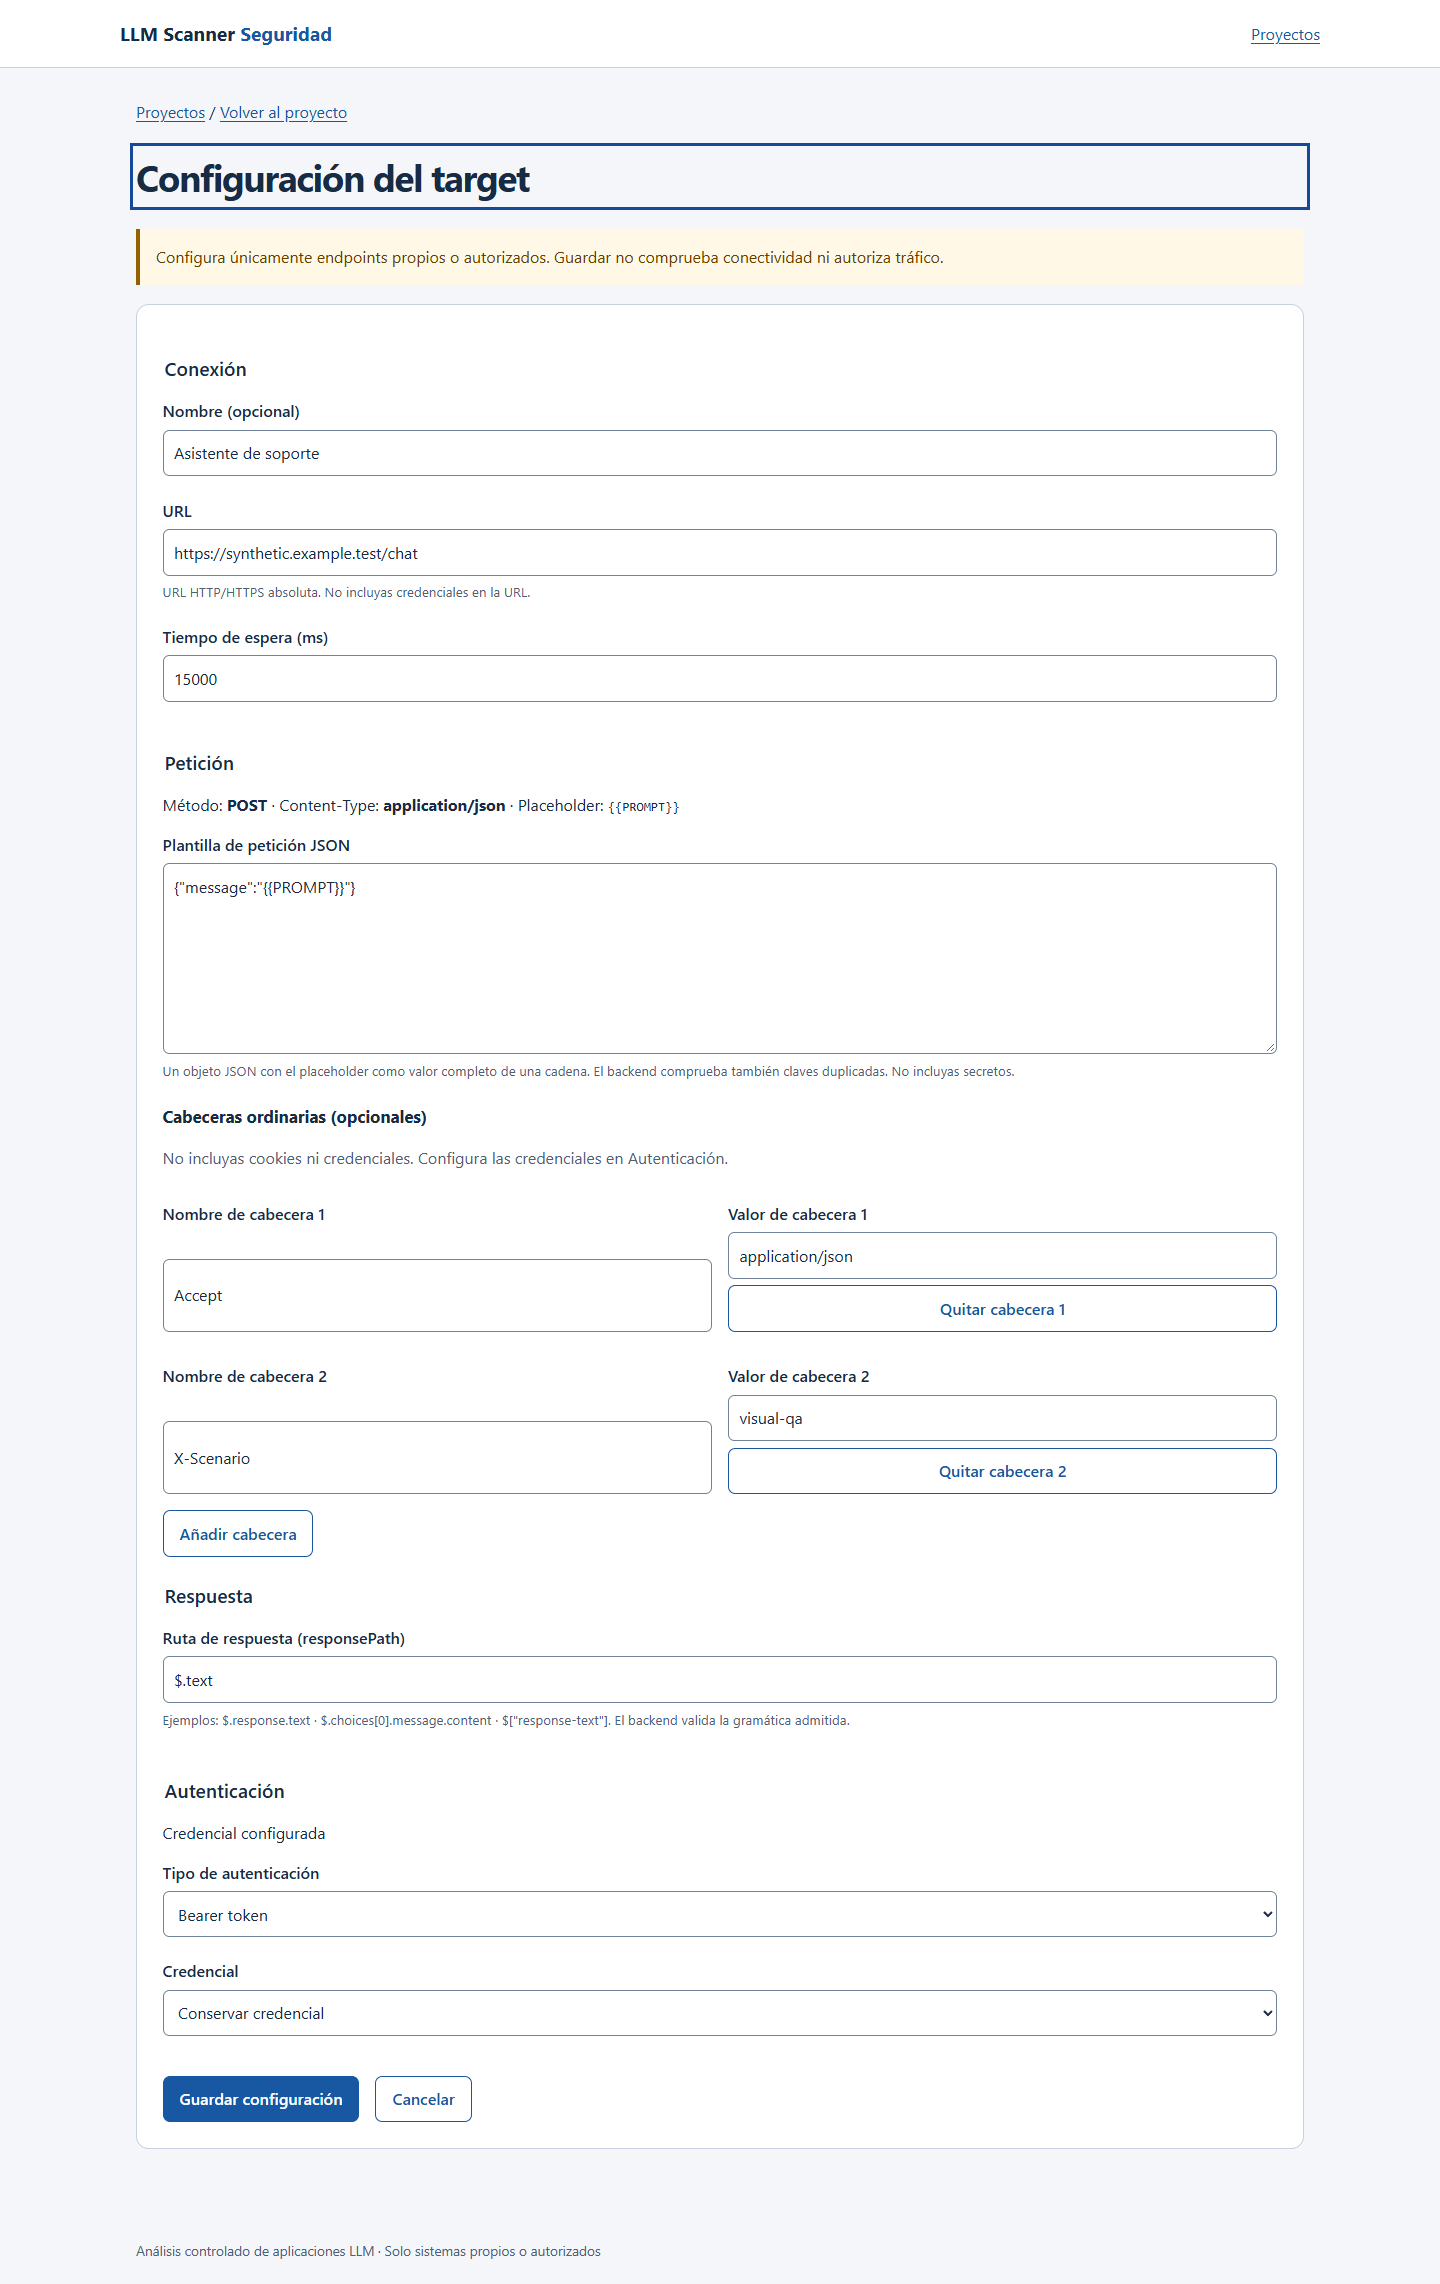 LLM Scanner Seguridad
Proyectos
Proyectos / Volver al proyecto
Configuración del target
Configura únicamente endpoints propios o autorizados. Guardar no comprueba conectividad ni autoriza tráfico.
Conexión
Nombre (opcional)
Asistente de soporte
URL
https://synthetic.example.test/chat
URL HTTP/HTTPS absoluta. No incluyas credenciales en la URL.
Tiempo de espera (ms)
15000
Petición
Método: POST · Content-Type: application/json · Placeholder: {{PROMPT}}
Plantilla de petición JSON
{"message":"{{PROMPT}}"}
Un objeto JSON con el placeholder como valor completo de una cadena. El backend comprueba también claves duplicadas. No incluyas secretos.
Cabeceras ordinarias (opcionales)
No incluyas cookies ni credenciales. Configura las credenciales en Autenticación.
Nombre de cabecera 1
Accept
Valor de cabecera 1
application/json
Quitar cabecera 1
Nombre de cabecera 2
X-Scenario
Valor de cabecera 2
visual-qa
Quitar cabecera 2
Añadir cabecera
Respuesta
Ruta de respuesta (responsePath)
$.text
Ejemplos: $.response.text · $.choices[0].message.content · $["response-text"]. El backend valida la gramática admitida.
Autenticación
Credencial configurada
Tipo de autenticación
Bearer token
Credencial
Conservar credencial
Guardar configuración
Cancelar
Análisis controlado de aplicaciones LLM · Solo sistemas propios o autorizados